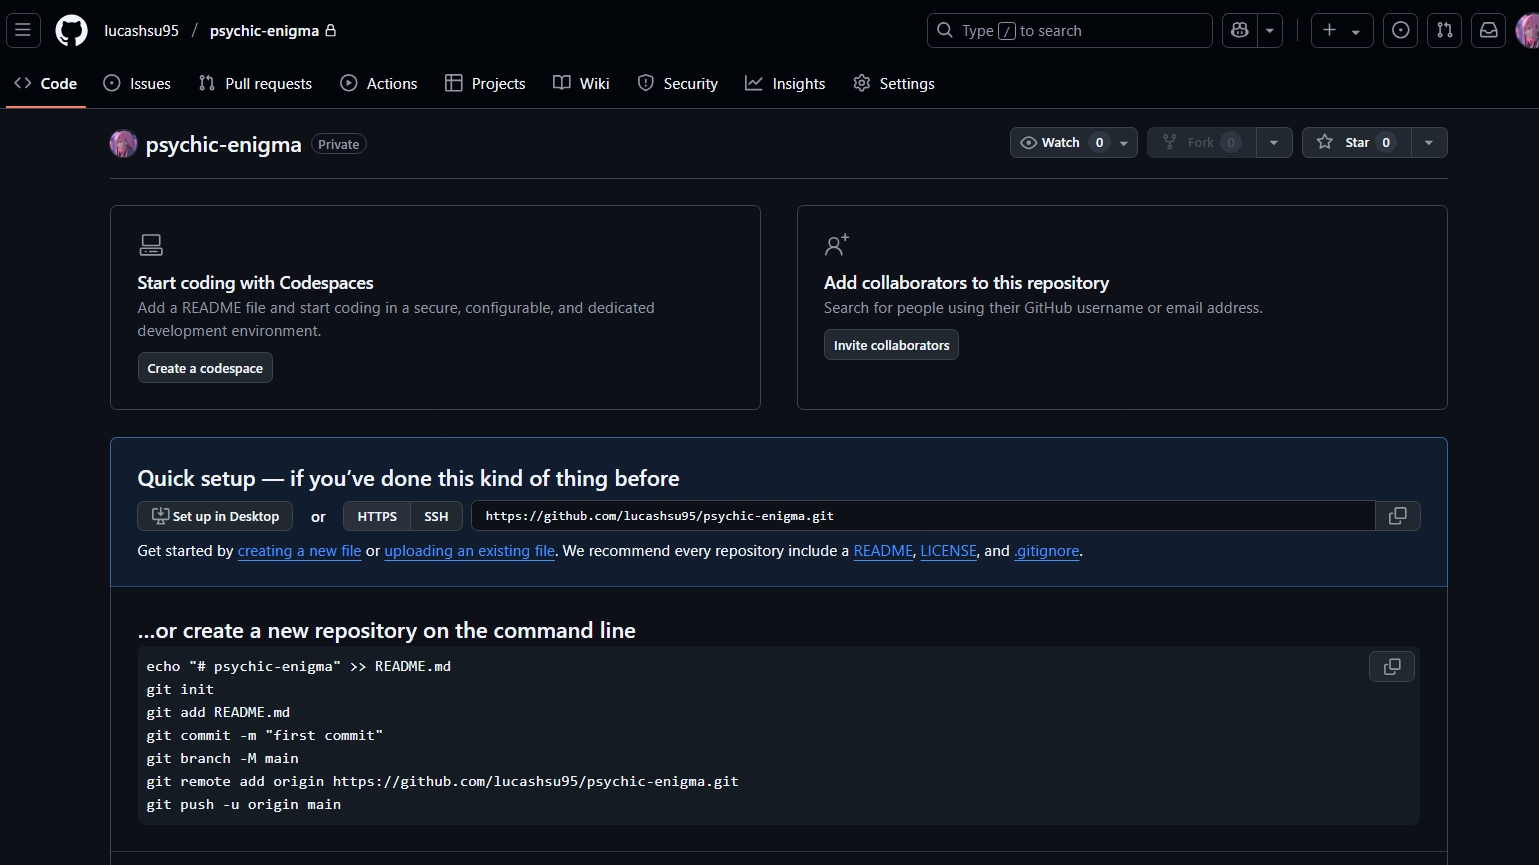 lucashsu95 / psychic-enigma
Type / to search
Code Issues Pull requests Actions Projects Wiki Security Insights Settings
psychic-enigma Private
Watch 0 Fork 0 Star 0
Start coding with Codespaces
Add a README file and start coding in a secure, configurable, and dedicated
development environment.
Create a codespace
Add collaborators to this repository
Search for people using their GitHub username or email address.
Invite collaborators
Quick setup — if you’ve done this kind of thing before
Set up in Desktop or HTTPS SSH https://github.com/lucashsu95/psychic-enigma.git
Get started by creating a new file or uploading an existing file. We recommend every repository include a README, LICENSE, and .gitignore.
…or create a new repository on the command line
echo "# psychic-enigma" >> README.md
git init
git add README.md
git commit -m "first commit"
git branch -M main
git remote add origin https://github.com/lucashsu95/psychic-enigma.git
git push -u origin main